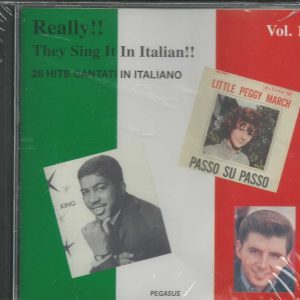 Really!!
Vol. 1
They Sing It In Italian!!
28 HITS CANTATI IN ITALIANO
LITTLE PEGGY MARCH
PASSO SU PASSO
KING
PEGASUS